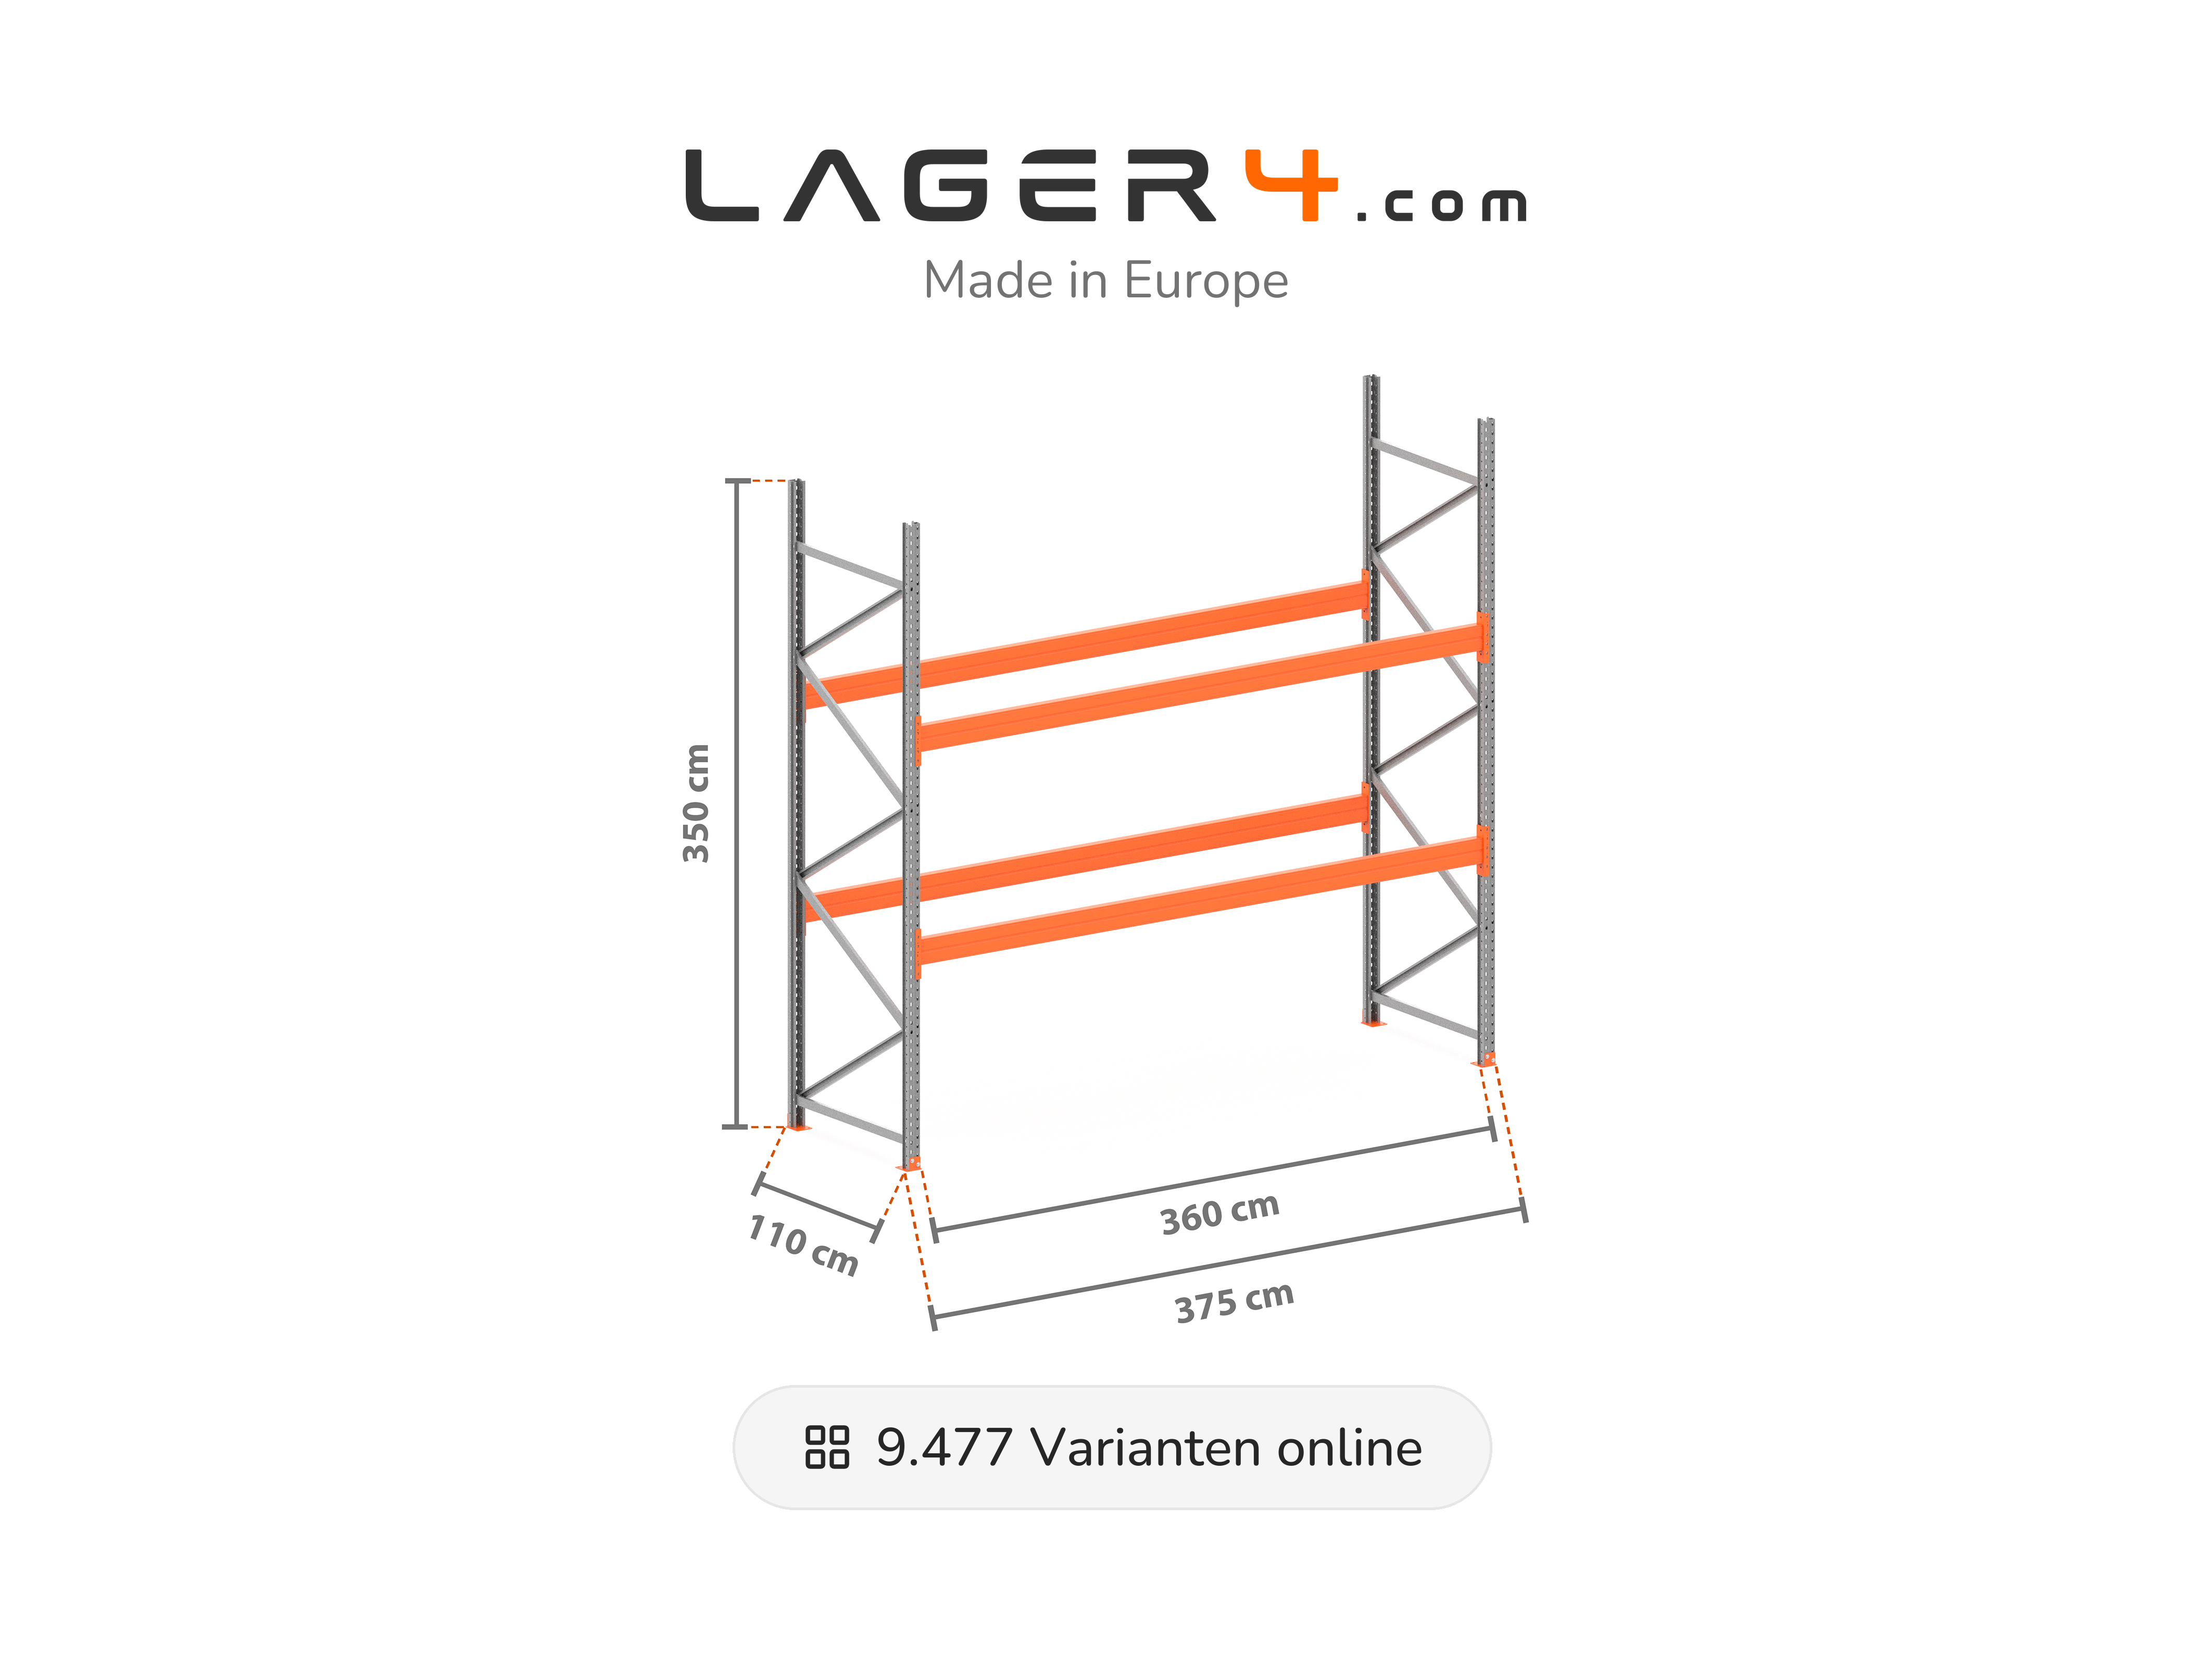 LAGER4.com
Made in Europe
350 cm
110 cm
360 cm
375 cm
9.477 Varianten online